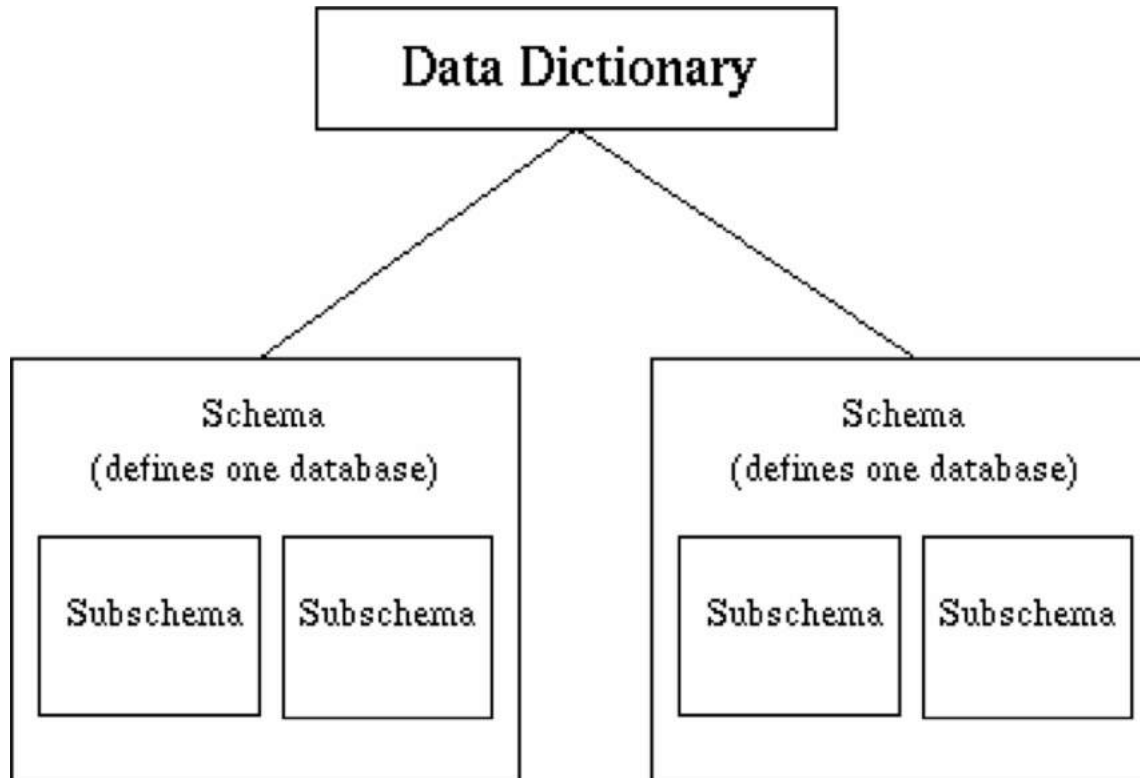 Data Dictionary
Schema
(defines one database)
Subschema
Subschema
Schema
(defines one database)
Subschema
Subschema